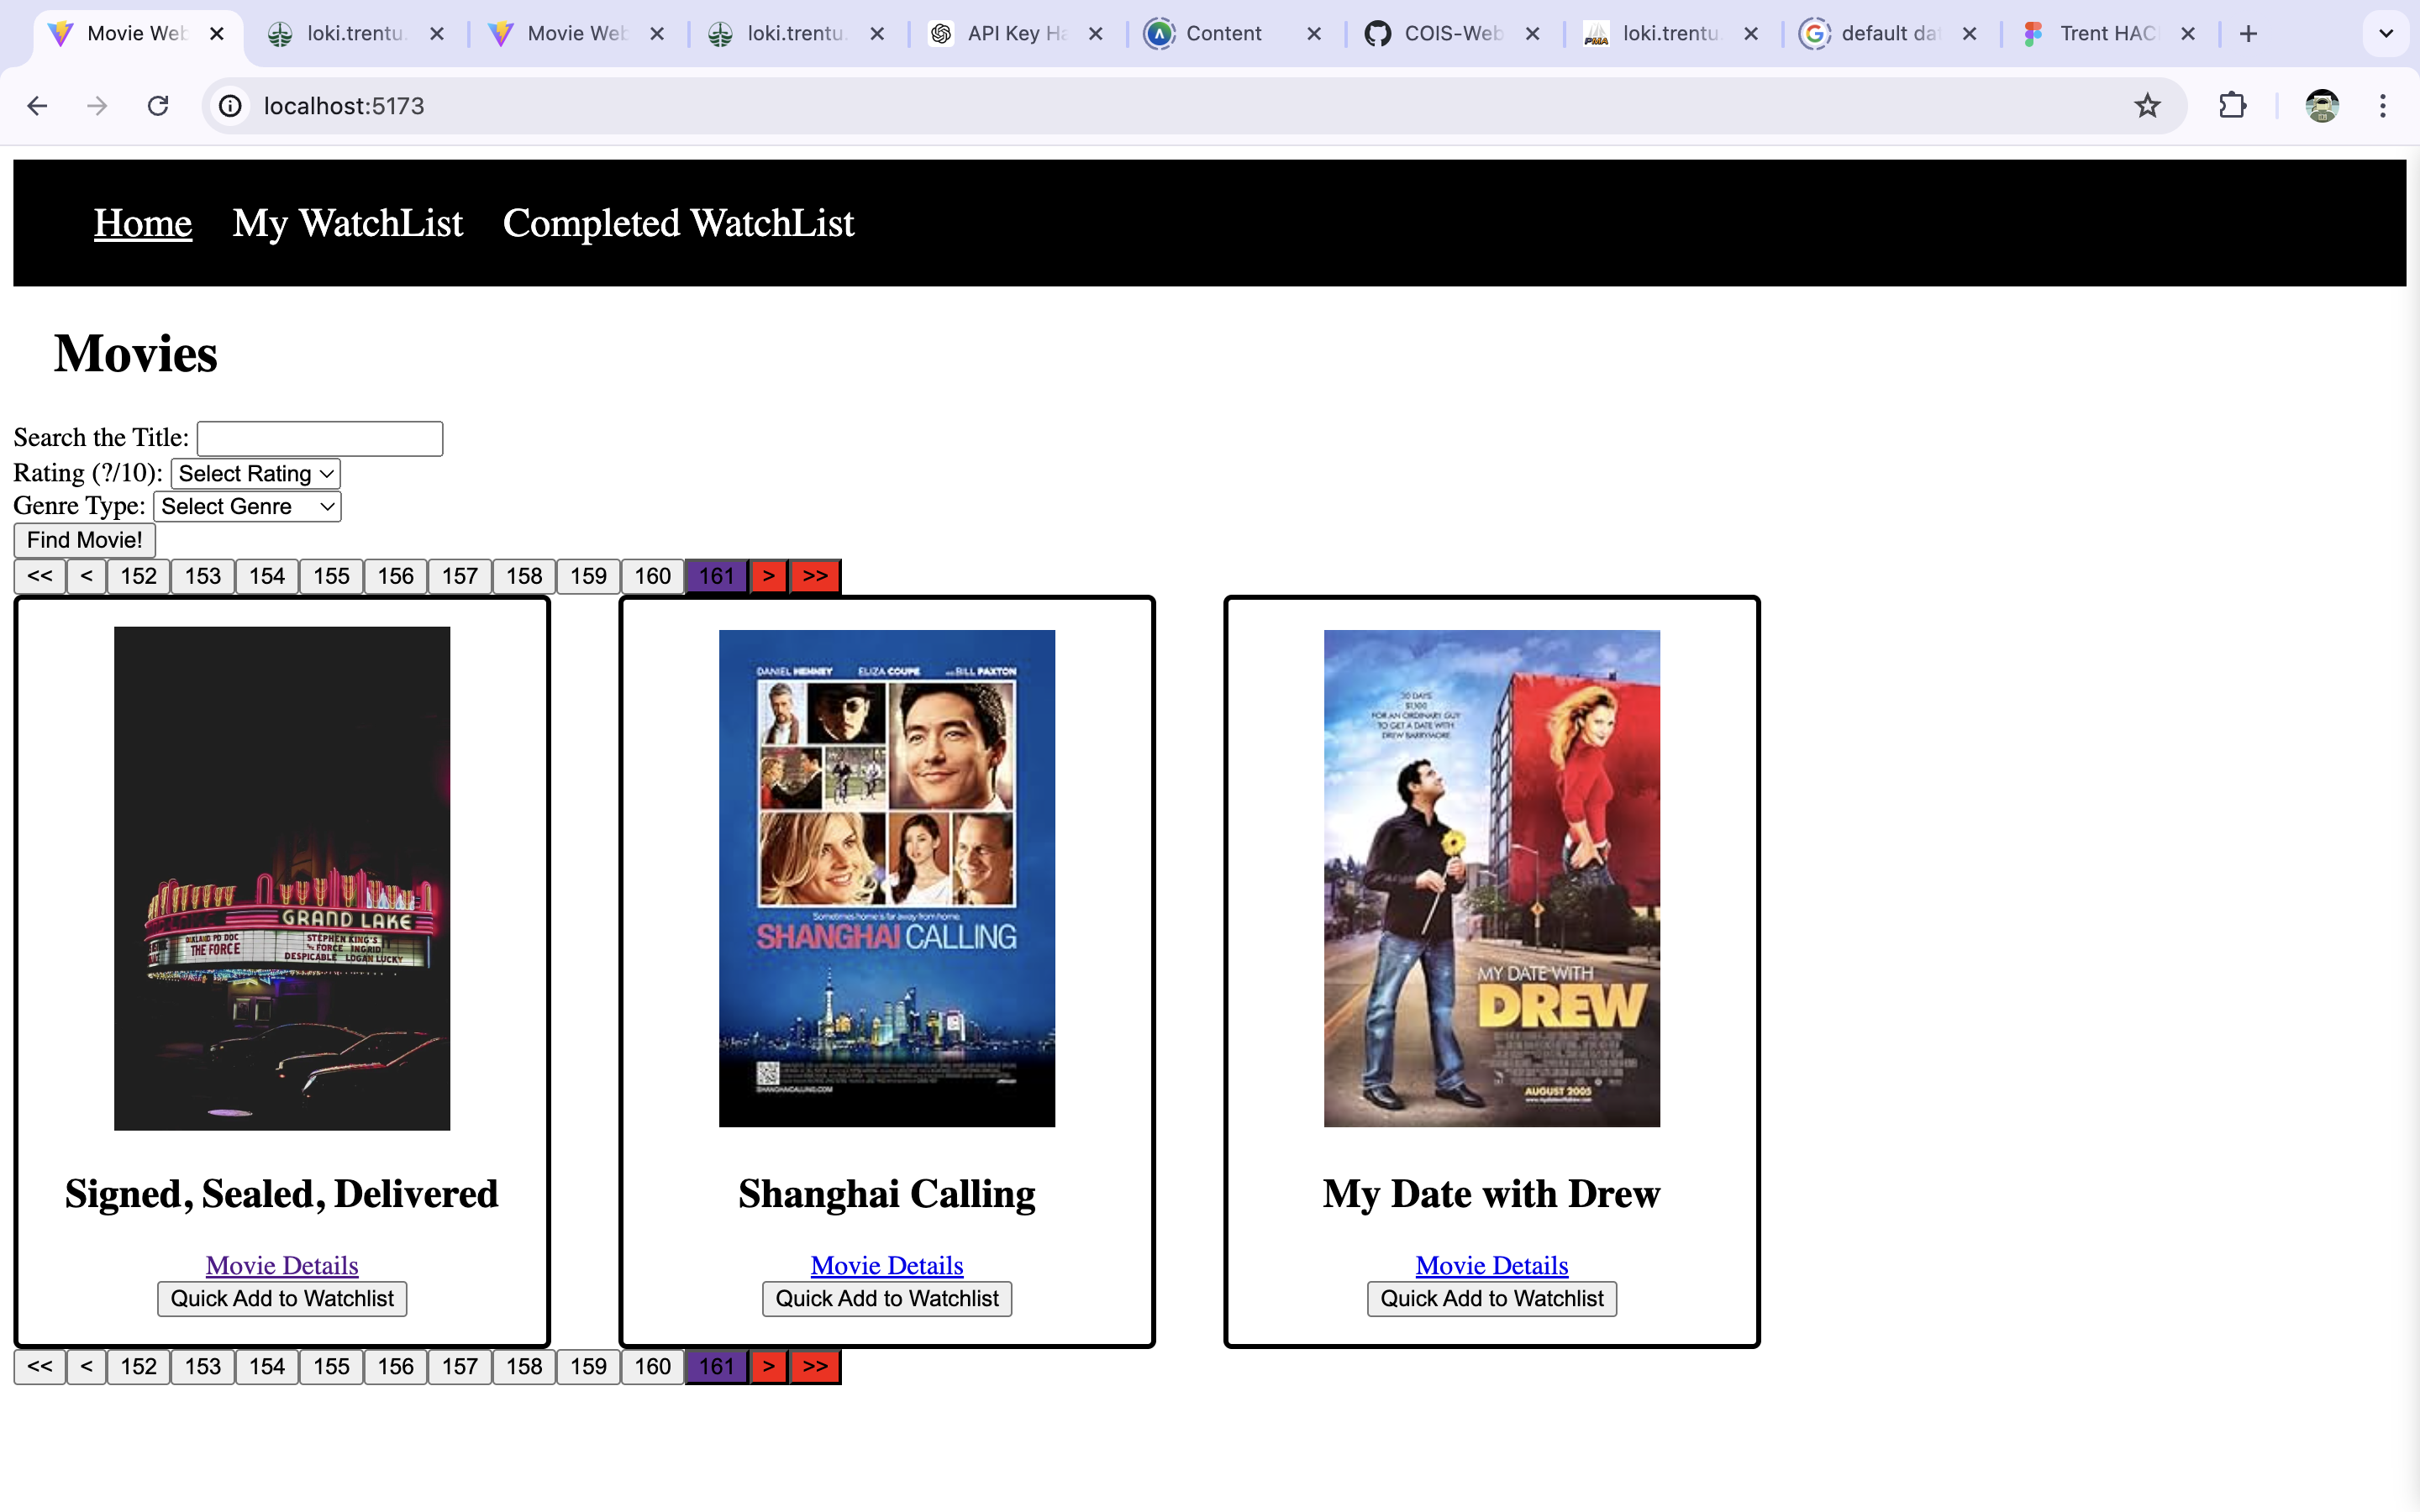 Movie Web
loki.trentu.
Movie Web
loki.trentu.
API Key Ha
Content
COIS-Web
loki.trentu
default dat
Trent HAC
localhost:5173
Home My WatchList Completed WatchList
Movies
Search the Title:
Rating (?/10): Select Rating
Genre Type: Select Genre
Find Movie!
<< < 152 153 154 155 156 157 158 159 160 161 > >>
GRAND LAKE
OAKLAND PD DOC
THE FORCE
STEPHEN KING'S
THE FORCE INGRID
DESPICABLE LOGAN LUCKY
DANIEL HENNEY ELIZA COUPE AND BILL PAXTON
Sometimes home is far away from home.
SHANGHAI CALLING
SHANGHAICALLING.COM
30 DAYS
$1,100
FOR AN ORDINARY GUY
TO GET A DATE WITH
DREW BARRYMORE
MY DATE WITH
DREW
AUGUST 2005
Signed, Sealed, Delivered
Movie Details
Quick Add to Watchlist
Shanghai Calling
Movie Details
Quick Add to Watchlist
My Date with Drew
Movie Details
Quick Add to Watchlist
<< < 152 153 154 155 156 157 158 159 160 161 > >>